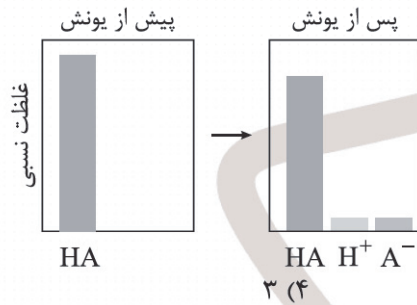 پیش از یونش
پس از یونش
غلظت نسبی
HA
HA H⁺ A⁻
۴) ۳